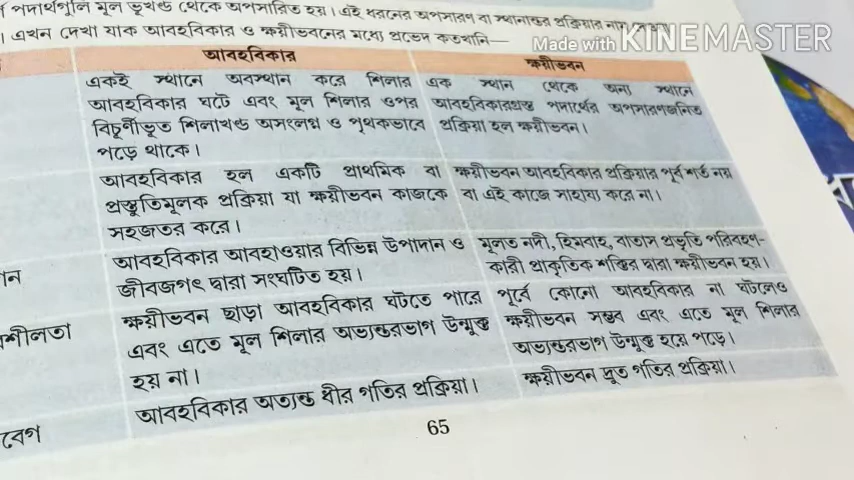 পদার্থগুলি মূল ভূখণ্ড থেকে অপসারিত হয়। এই ধরনের অপসারণ বা স্থানান্তর প্রক্রিয়ার নাম
। এখন দেখা যাক আবহবিকার ও ক্ষয়ীভবনের মধ্যে প্রভেদ কতখানি—
Made with KINEMASTER
আবহবিকার
ক্ষয়ীভবন
একই স্থানে অবস্থান করে শিলার
আবহবিকার ঘটে এবং মূল শিলার ওপর
বিচূর্ণীভূত শিলাখণ্ড অসংলগ্ন ও পৃথকভাবে
পড়ে থাকে।
এক স্থান থেকে অন্য স্থানে
আবহবিকারগ্রস্ত পদার্থের অপসারণজনিত
প্রক্রিয়া হল ক্ষয়ীভবন।
আবহবিকার হল একটি প্রাথমিক বা
প্রস্তুতিমূলক প্রক্রিয়া যা ক্ষয়ীভবন কাজকে
সহজতর করে।
ক্ষয়ীভবন আবহবিকার প্রক্রিয়ার পূর্ব শর্ত নয়
বা এই কাজে সাহায্য করে না।
ান
আবহবিকার আবহাওয়ার বিভিন্ন উপাদান ও
জীবজগৎ দ্বারা সংঘটিত হয়।
মূলত নদী, হিমবাহ, বাতাস প্রভৃতি পরিবহণ-
কারী প্রাকৃতিক শক্তির দ্বারা ক্ষয়ীভবন হয়।
শীলতা
ক্ষয়ীভবন ছাড়া আবহবিকার ঘটতে পারে
এবং এতে মূল শিলার অভ্যন্তরভাগ উন্মুক্ত
হয় না।
পূর্বে কোনো আবহবিকার না ঘটলেও
ক্ষয়ীভবন সম্ভব এবং এতে মূল শিলার
অভ্যন্তরভাগ উন্মুক্ত হয়ে পড়ে।
বেগ
আবহবিকার অত্যন্ত ধীর গতির প্রক্রিয়া।
ক্ষয়ীভবন দ্রুত গতির প্রক্রিয়া।
65